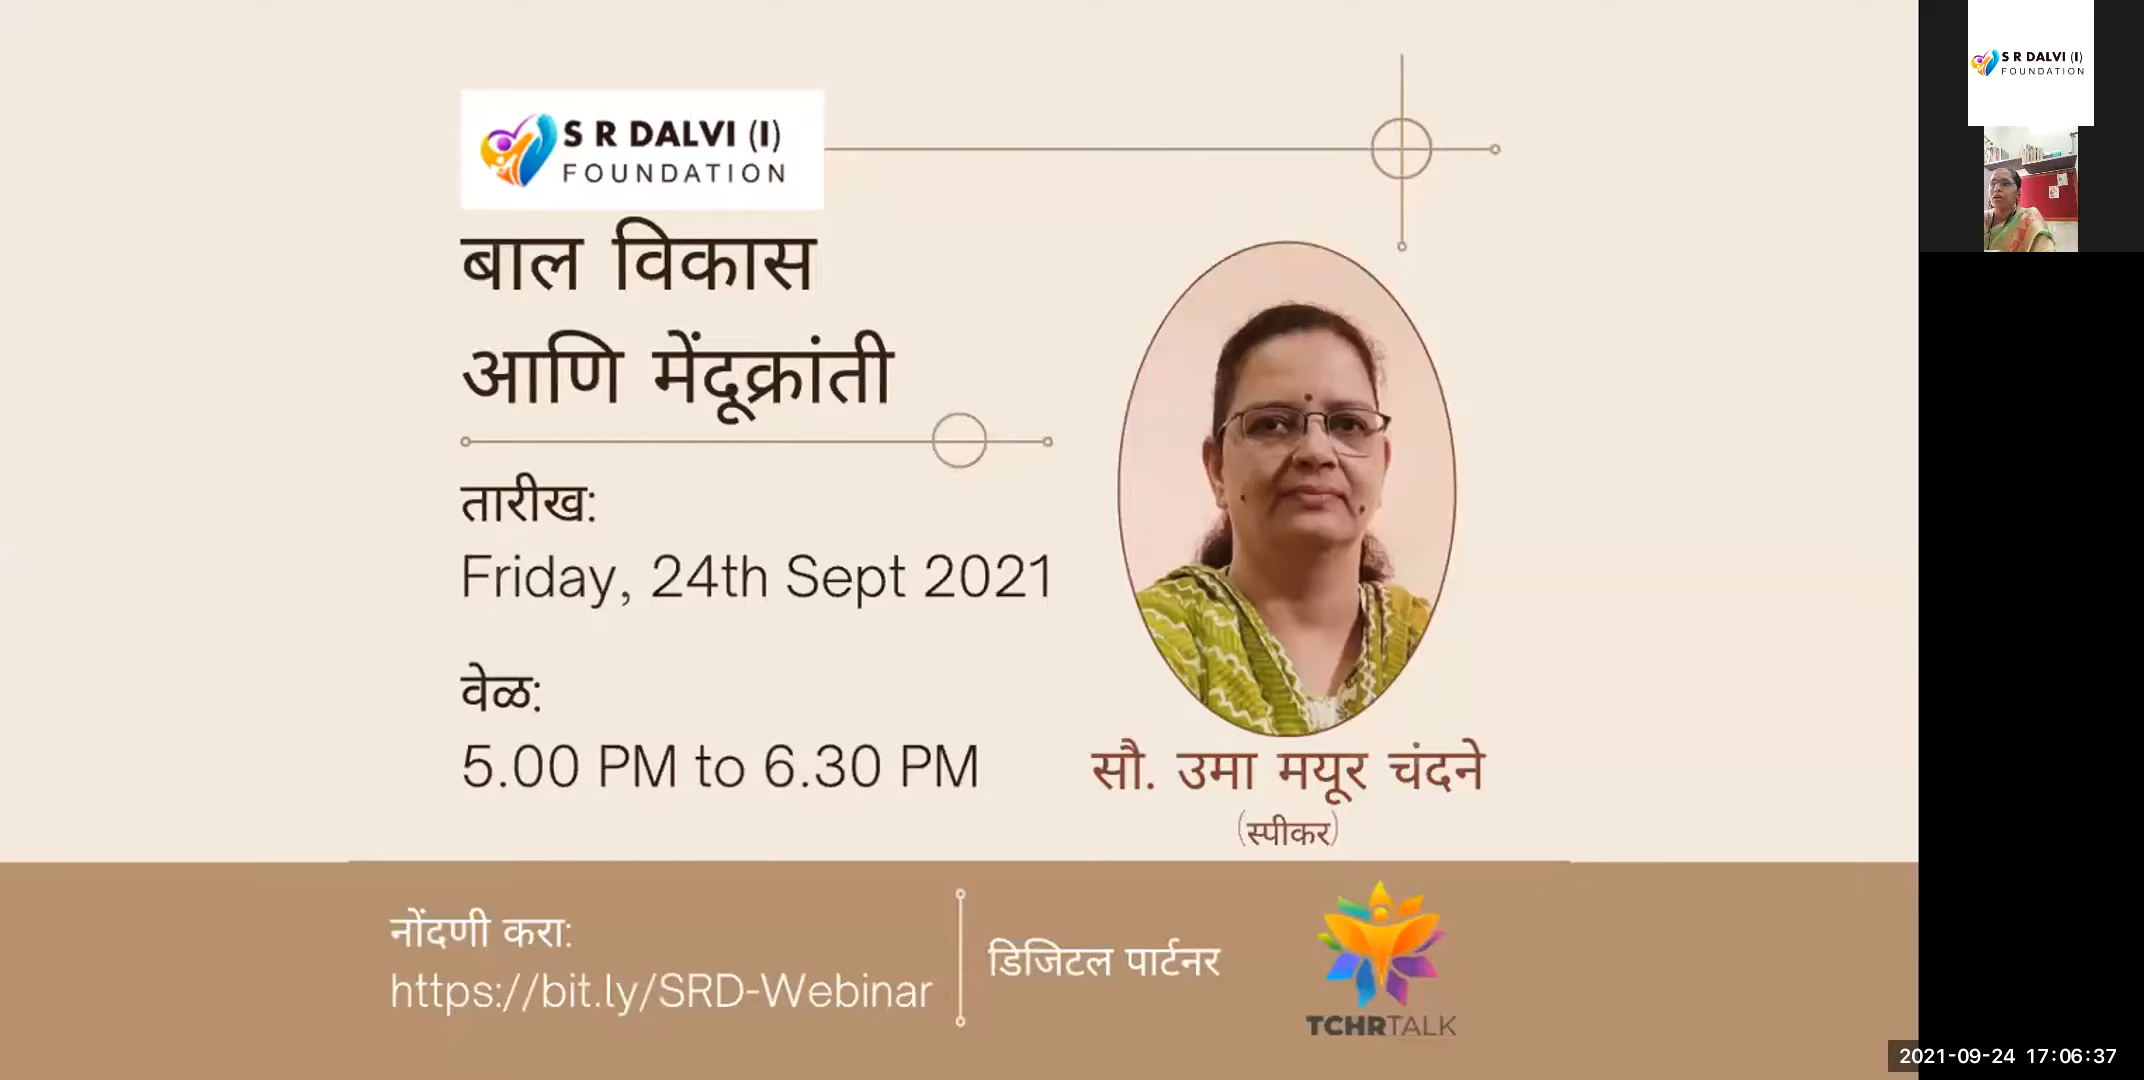 S R DALVI (I)
FOUNDATION
बाल विकास
आणि मेंदूक्रांती
तारीख:
Friday, 24th Sept 2021
वेळ:
5.00 PM to 6.30 PM
सौ. उमा मयूर चंदने
(स्पीकर)
नोंदणी करा:
https://bit.ly/SRD-Webinar
डिजिटल पार्टनर
TCHRTALK
S R DALVI (I)
FOUNDATION
2021-09-24 17:06:37